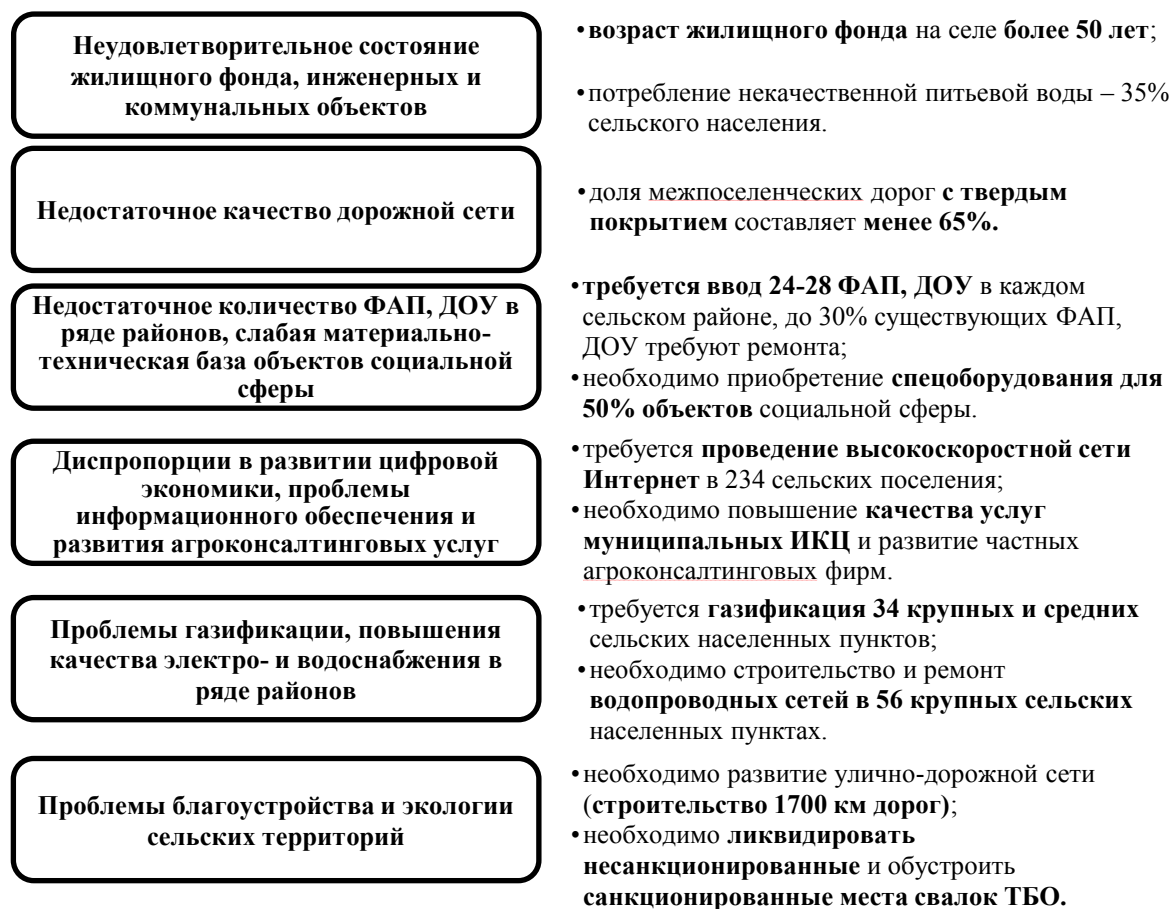 Неудовлетворительное состояние
жилищного фонда, инженерных и
коммунальных объектов
•возраст жилищного фонда на селе более 50 лет;
•потребление некачественной питьевой воды – 35%
сельского населения.
Недостаточное качество дорожной сети
•доля межпоселенческих дорог с твердым
покрытием составляет менее 65%.
Недостаточное количество ФАП, ДОУ в
ряде районов, слабая материально-
техническая база объектов социальной
сферы
•требуется ввод 24-28 ФАП, ДОУ в каждом
сельском районе, до 30% существующих ФАП,
ДОУ требуют ремонта;
•необходимо приобретение спецоборудования для
50% объектов социальной сферы.
Диспропорции в развитии цифровой
экономики, проблемы
информационного обеспечения и
развития агроконсалтинговых услуг
•требуется проведение высокоскоростной сети
Интернет в 234 сельских поселения;
•необходимо повышение качества услуг
муниципальных ИКЦ и развитие частных
агроконсалтинговых фирм.
Проблемы газификации, повышения
качества электро- и водоснабжения в
ряде районов
•требуется газификация 34 крупных и средних
сельских населенных пунктов;
•необходимо строительство и ремонт
водопроводных сетей в 56 крупных сельских
населенных пунктах.
Проблемы благоустройства и экологии
сельских территорий
•необходимо развитие улично-дорожной сети
(строительство 1700 км дорог);
•необходимо ликвидировать
несанкционированные и обустроить
санкционированные места свалок ТБО.